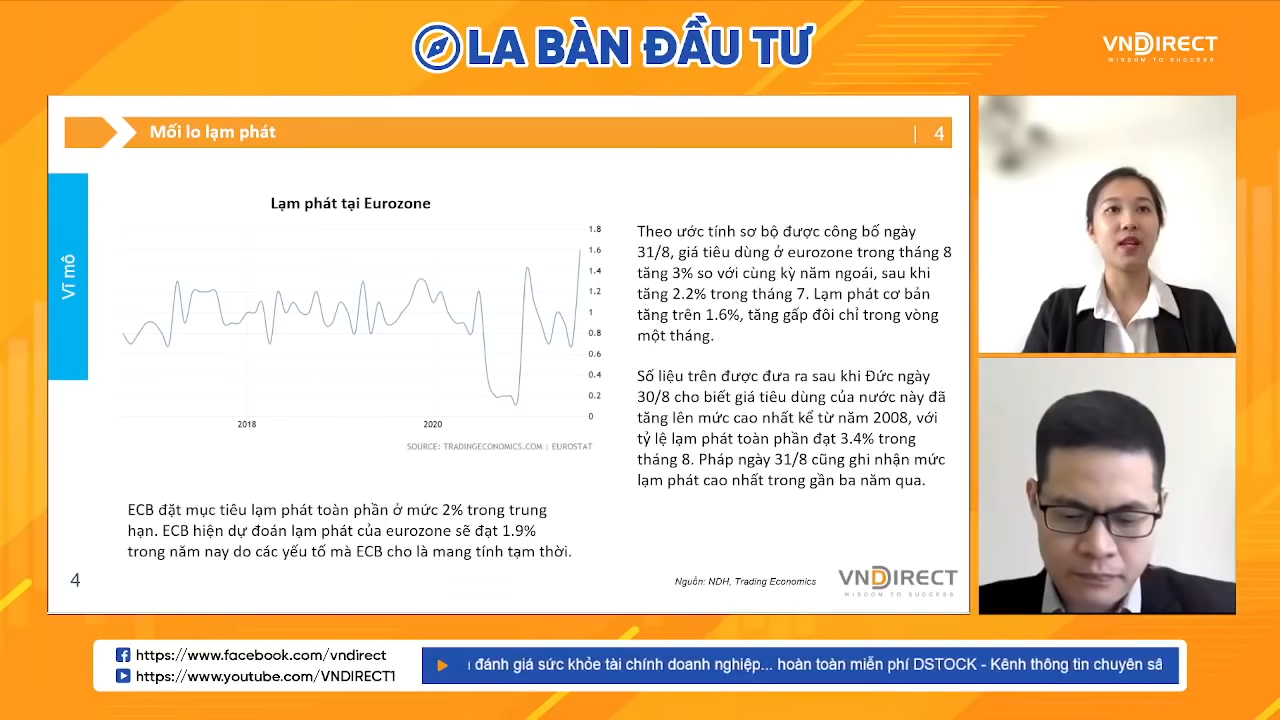 LA BÀN ĐẦU TƯ
VNDIRECT
WISDOM TO SUCCESS
Mối lo lạm phát
| 4
Vĩ mô
Lạm phát tại Eurozone
1.8
1.6
1.4
1.2
1
0.8
0.6
0.4
0.2
0
2018
2020
SOURCE: TRADINGECONOMICS.COM | EUROSTAT
Theo ước tính sơ bộ được công bố ngày
31/8, giá tiêu dùng ở eurozone trong tháng 8
tăng 3% so với cùng kỳ năm ngoái, sau khi
tăng 2.2% trong tháng 7. Lạm phát cơ bản
tăng trên 1.6%, tăng gấp đôi chỉ trong vòng
một tháng.
Số liệu trên được đưa ra sau khi Đức ngày
30/8 cho biết giá tiêu dùng của nước này đã
tăng lên mức cao nhất kể từ năm 2008, với
tỷ lệ lạm phát toàn phần đạt 3.4% trong
tháng 8. Pháp ngày 31/8 cũng ghi nhận mức
lạm phát cao nhất trong gần ba năm qua.
ECB đặt mục tiêu lạm phát toàn phần ở mức 2% trong trung
hạn. ECB hiện dự đoán lạm phát của eurozone sẽ đạt 1.9%
trong năm nay do các yếu tố mà ECB cho là mang tính tạm thời.
4
Nguồn: NDH, Trading Economics
VNDIRECT
WISDOM TO SUCCESS
https://www.facebook.com/vndirect
https://www.youtube.com/VNDIRECT1
đánh giá sức khỏe tài chính doanh nghiệp... hoàn toàn miễn phí DSTOCK - Kênh thông tin chuyên